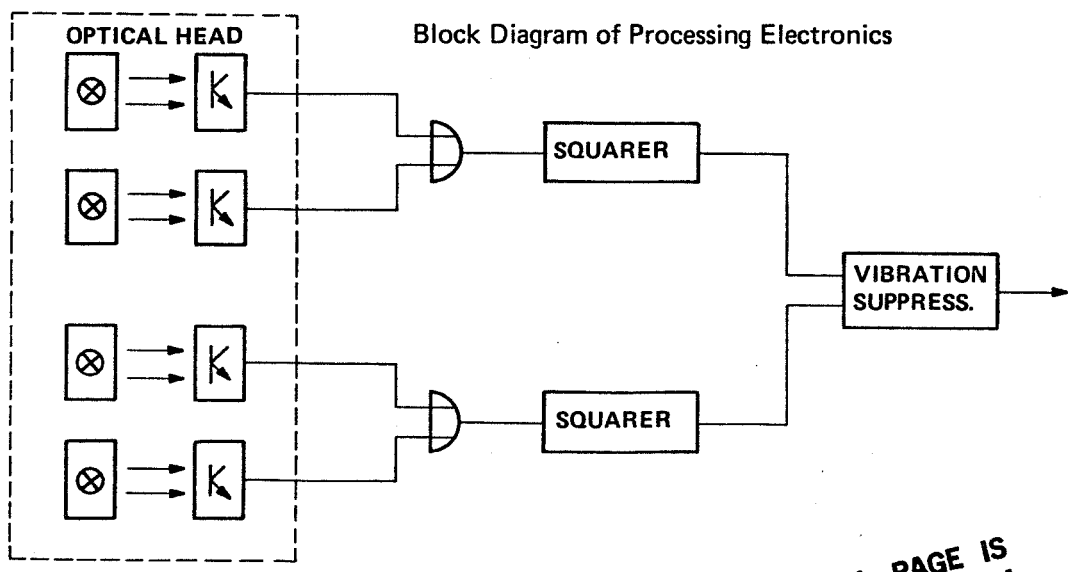 OPTICAL HEAD
Block Diagram of Processing Electronics
SQUARER
VIBRATION
SUPPRESS.
SQUARER
PAGE IS